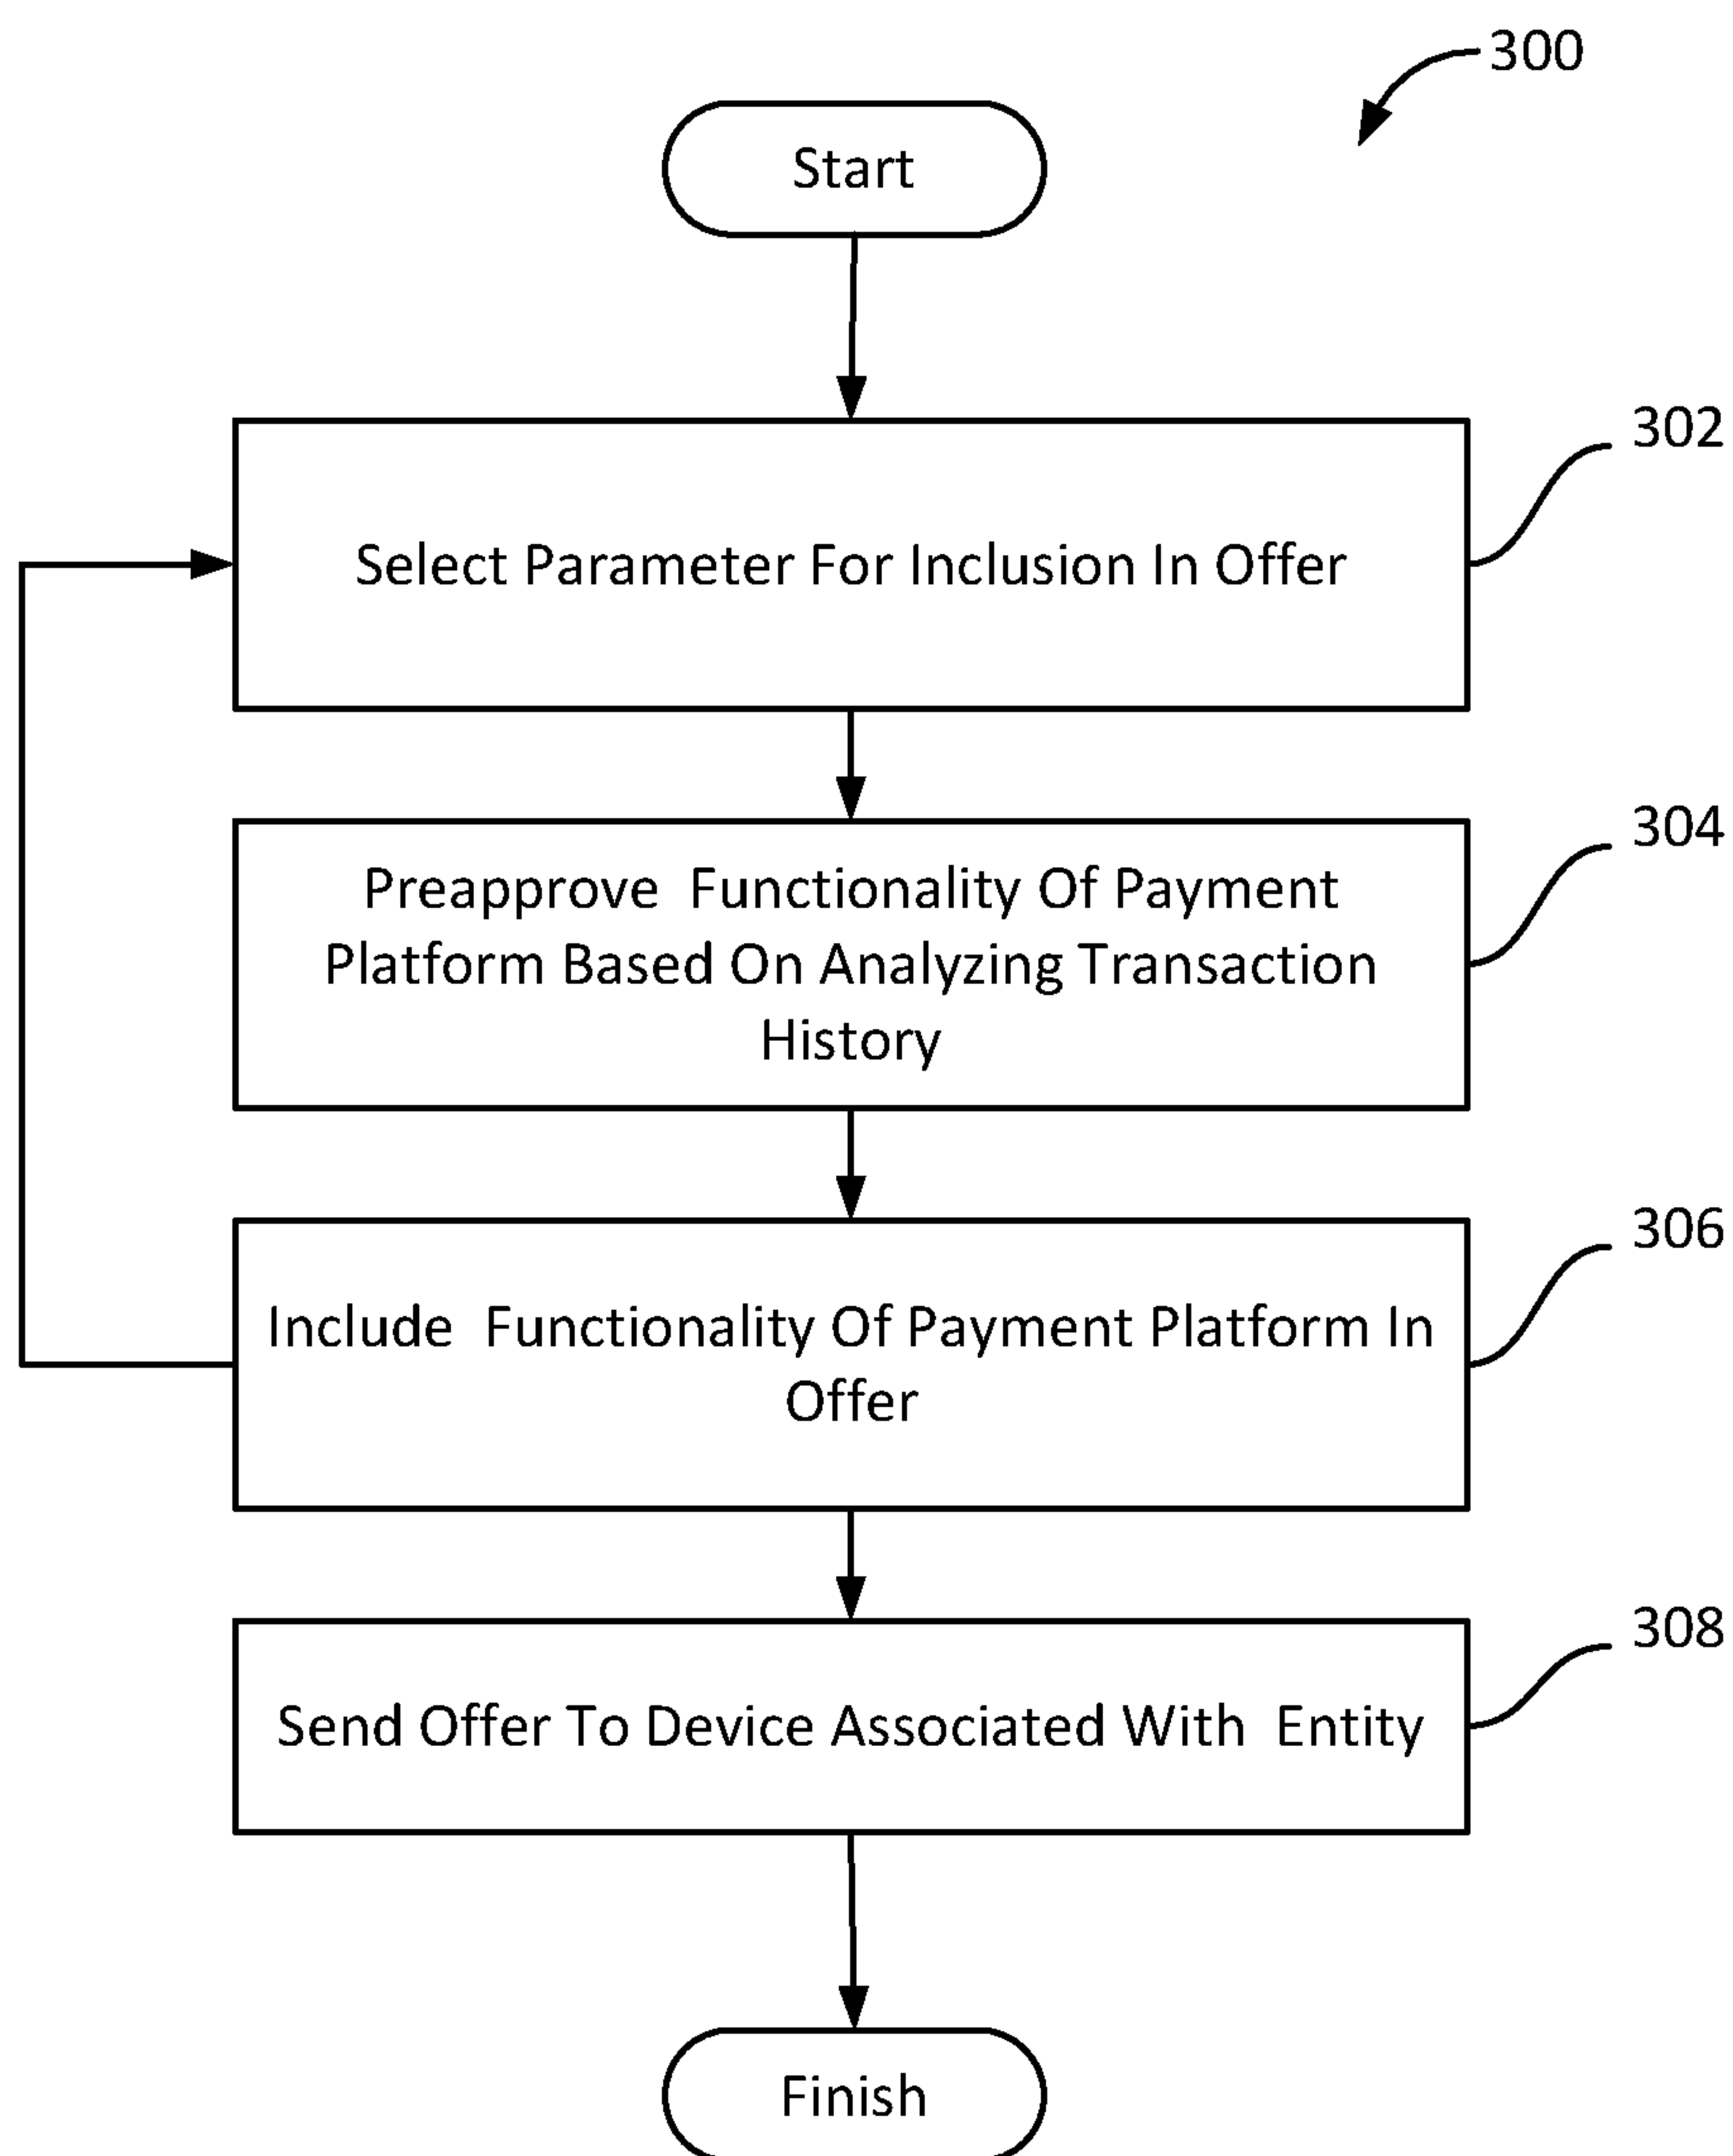 300
Start
302
Select Parameter For Inclusion In Offer
304
Preapprove Functionality Of Payment
Platform Based On Analyzing Transaction
History
306
Include Functionality Of Payment Platform In
Offer
308
Send Offer To Device Associated With Entity
Finish